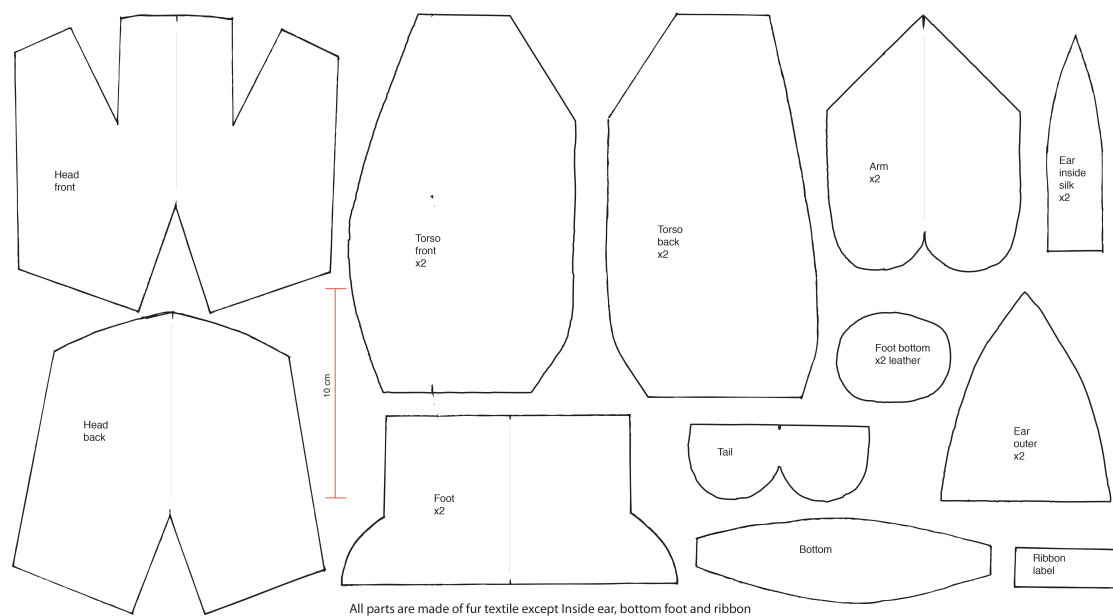 Head
front
Torso
front
x2
Torso
back
x2
Arm
x2
Ear
inside
silk
x2
10 cm
Head
back
Foot
x2
Foot bottom
x2 leather
Tail
Ear
outer
x2
Bottom
Ribbon
label
All parts are made of fur textile except Inside ear, bottom foot and ribbon